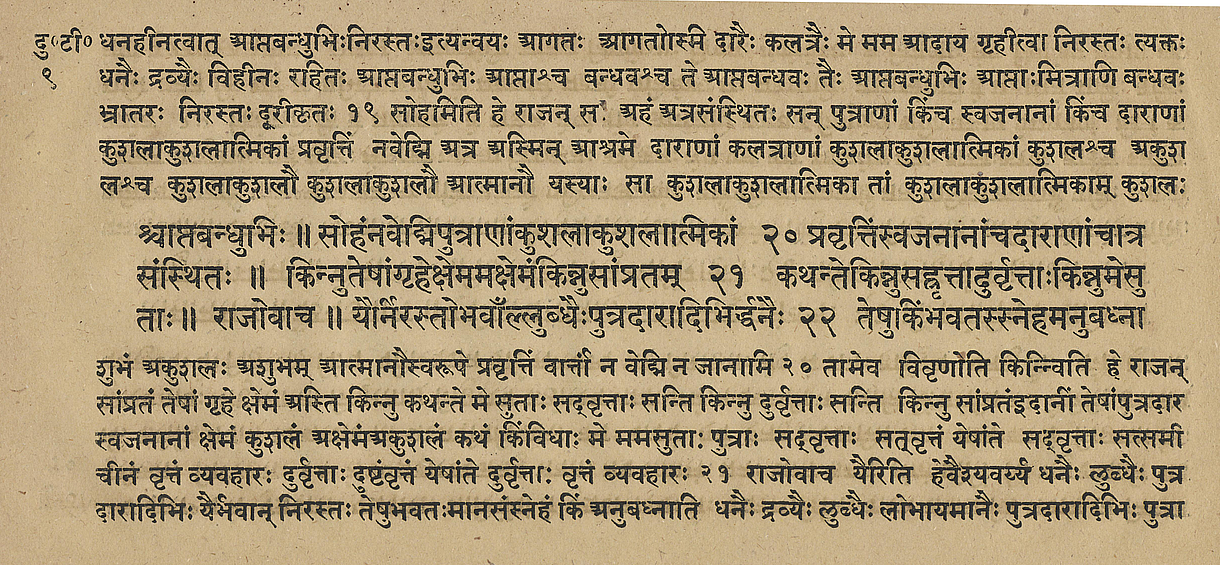 दु॰टी॰ धनहीनत्वात् आप्तबन्धुभिःनिरस्तःइत्यन्वयः आगतः आगतोस्मि दारैः कलत्रैः मे मम आदाय गृहीत्वा निरस्तः त्यक्तः
९ धनैः द्रव्यैः विहीनः रहितः आप्तबन्धुभिः आप्ताश्च बन्धवश्च ते आप्तबन्धवः तैः आप्तबन्धुभिः आप्ताःमित्राणि बन्धवः
भ्रातरः निरस्तः दूरीकृतः १९ सोहमिति हे राजन् सः अहं अत्रसंस्थितः सन् पुत्राणां किंच स्वजनानां किंच दाराणां
कुशलाकुशलात्मिकां प्रवृत्तिं नवेद्मि अत्र अस्मिन् आश्रमे दाराणां कलत्राणां कुशलाकुशलात्मिकां कुशलश्च अकुश
लश्च कुशलाकुशलौ कुशलाकुशलौ आत्मानौ यस्याः सा कुशलाकुशलात्मिका तां कुशलाकुशलात्मिकाम् कुशलः
श्चाप्तबन्धुभिः ॥ सोहंनवेद्मिपुत्राणांकुशलाकुशलात्मिकां २० प्रवृत्तिंस्वजनानांचदाराणांचात्र
संस्थितः ॥ किन्नुतेषांगृहेक्षेममक्षेमंकिन्नुसांप्रतम् २१ कथन्तेकिन्नुसद्वृत्तादुर्वृत्ताःकिन्नुमेसु
ताः ॥ राजोवाच ॥ यैर्निरस्तोभवाँल्लुब्धैःपुत्रदारादिभिर्द्धनैः २२ तेषुकिंभवतस्स्नेहमनुबध्ना
शुभं अकुशलः अशुभम् आत्मानौस्वरूपे प्रवृत्तिं वार्त्तां न वेद्मि न जानामि २० तामेव विवृणोति किन्न्विति हे राजन्
सांप्रतं तेषां गृहे क्षेमं अस्ति किन्नु कथन्ते मे सुताः सद्वृत्ताः सन्ति किन्नु दुर्वृत्ताः सन्ति किन्नु सांप्रतंइदानीं तेषांपुत्रदार
स्वजनानां क्षेमं कुशलं अक्षेमंअकुशलं कथं किंविधाः मे ममसुताः पुत्राः सद्वृत्ताः सत्वृत्तं येषांते सद्वृत्ताः सत्समी
चीनं वृत्तं व्यवहारः दुर्वृत्ताः दुष्टंवृत्तं येषांते दुर्वृत्ताः वृत्तं व्यवहारः २१ राजोवाच यैरिति हेवैश्यवर्य्य धनैः लुब्धैः पुत्र
दारादिभिः यैर्भवान् निरस्तः तेषुभवतःमानसंस्नेहं किं अनुबध्नाति धनैः द्रव्यैः लुब्धैः लोभायमानैः पुत्रदारादिभिः पुत्रा